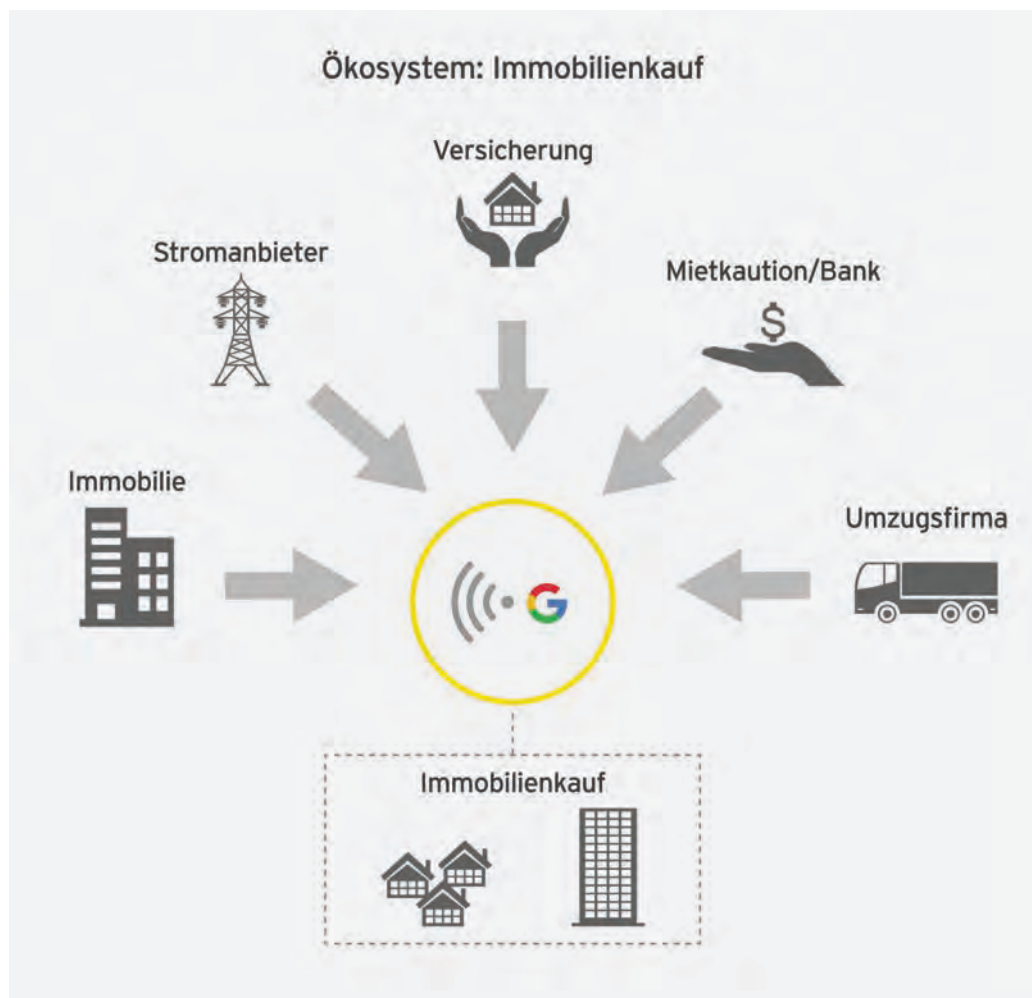 Ökosystem: Immobilienkauf
Versicherung
Stromanbieter
Mietkaution/Bank
$
Immobilie
Umzugsfirma
G
Immobilienkauf